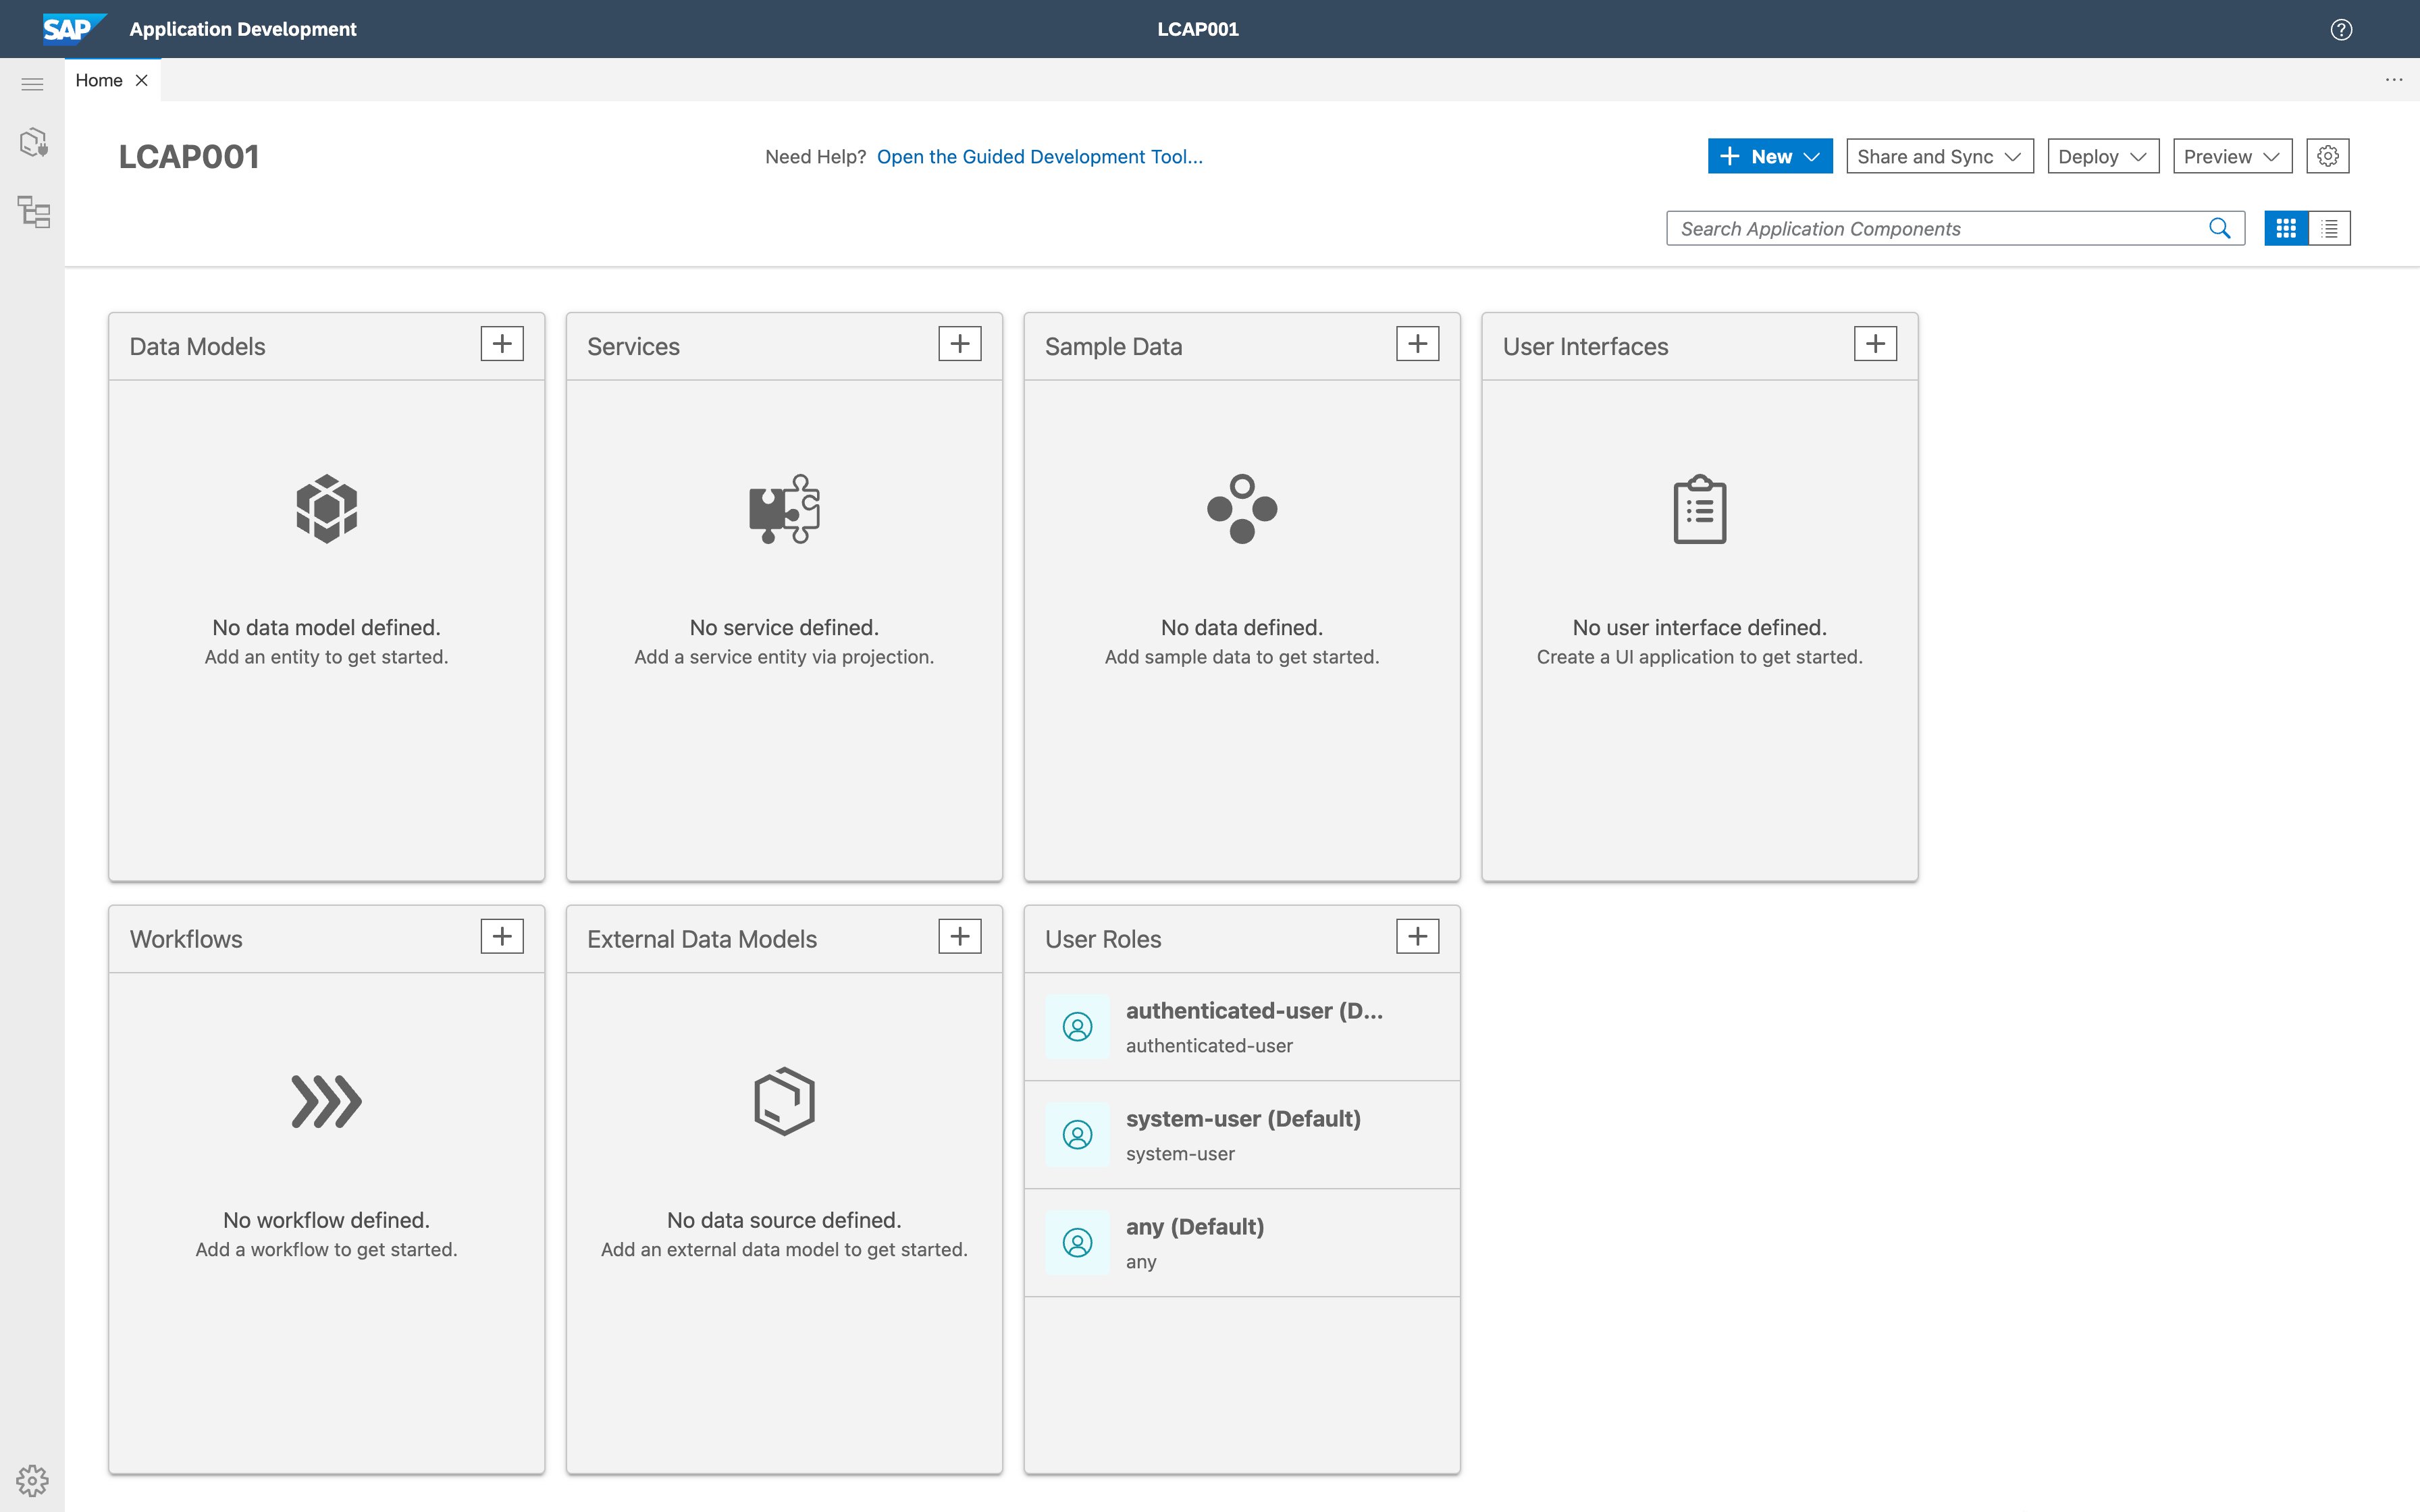 SAP Application Development
LCAP001
Home
LCAP001
Need Help? Open the Guided Development Tool...
New
Share and Sync
Deploy
Preview
Search Application Components
Data Models
No data model defined.
Add an entity to get started.
Services
No service defined.
Add a service entity via projection.
Sample Data
No data defined.
Add sample data to get started.
User Interfaces
No user interface defined.
Create a UI application to get started.
Workflows
No workflow defined.
Add a workflow to get started.
External Data Models
No data source defined.
Add an external data model to get started.
User Roles
authenticated-user (D...
authenticated-user
system-user (Default)
system-user
any (Default)
any